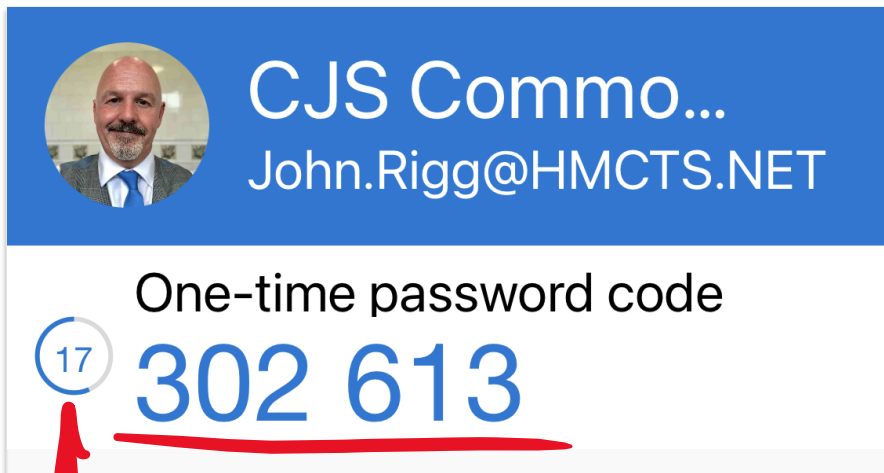 CJS Commo...
John.Rigg@HMCTS.NET
One-time password code
17
302 613